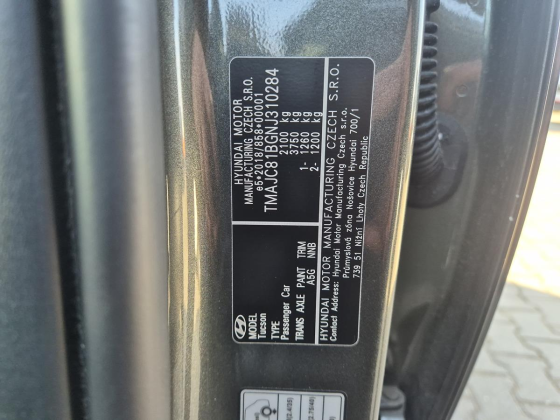 HYUNDAI MOTOR
MANUFACTURING CZECH S.R.O.
e5*2018/858*00001
TMAJC81BGNJ310284
2100 kg
3750 kg
1- 1260 kg
2- 1200 kg
MODEL
Tucson
TYPE
Passenger Car
TRANS AXLE PAINT TRIM
A5G NNB
HYUNDAI MOTOR MANUFACTURING CZECH S.R.O.
Contact Address: Hyundai Motor Manufacturing Czech s.r.o.
Průmyslová zóna Nošovice Hyundai 700/1
739 51 Nižní Lhoty Czech Republic